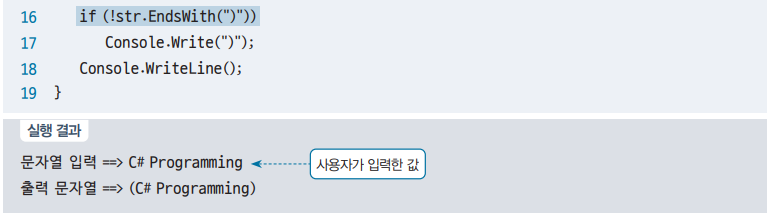 16 if (!str.EndsWith(")"))
17 Console.Write(")");
18 Console.WriteLine();
19 }
실행 결과
문자열 입력 ==> C# Programming
사용자가 입력한 값
출력 문자열 ==> (C# Programming)